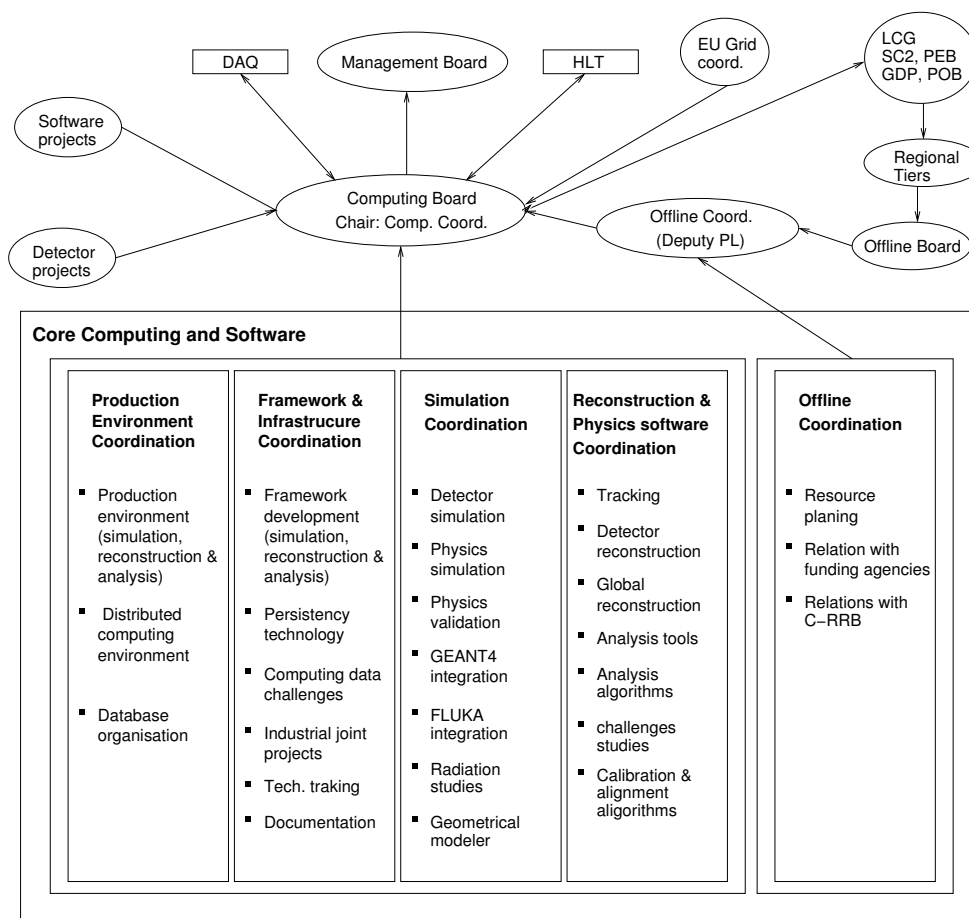 DAQ
Management Board
HLT
EU Grid
coord.
LCG
SC2, PEB
GDP, POB
Software
projects
Regional
Tiers
Computing Board
Chair: Comp. Coord.
Offline Coord.
(Deputy PL)
Offline Board
Detector
projects
Core Computing and Software
Production
Environment
Coordination
Production
environment
(simulation,
reconstruction &
analysis)
Distributed
computing
environment
Database
organisation
Framework &
Infrastrucure
Coordination
Framework
development
(simulation,
reconstruction &
analysis)
Persistency
technology
Computing data
challenges
Industrial joint
projects
Tech. traking
Documentation
Simulation
Coordination
Detector
simulation
Physics
simulation
Physics
validation
GEANT4
integration
FLUKA
integration
Radiation
studies
Geometrical
modeler
Reconstruction &
Physics software
Coordination
Tracking
Detector
reconstruction
Global
reconstruction
Analysis tools
Analysis
algorithms
challenges
studies
Calibration &
alignment
algorithms
Offline
Coordination
Resource
planing
Relation with
funding agencies
Relations with
C−RRB